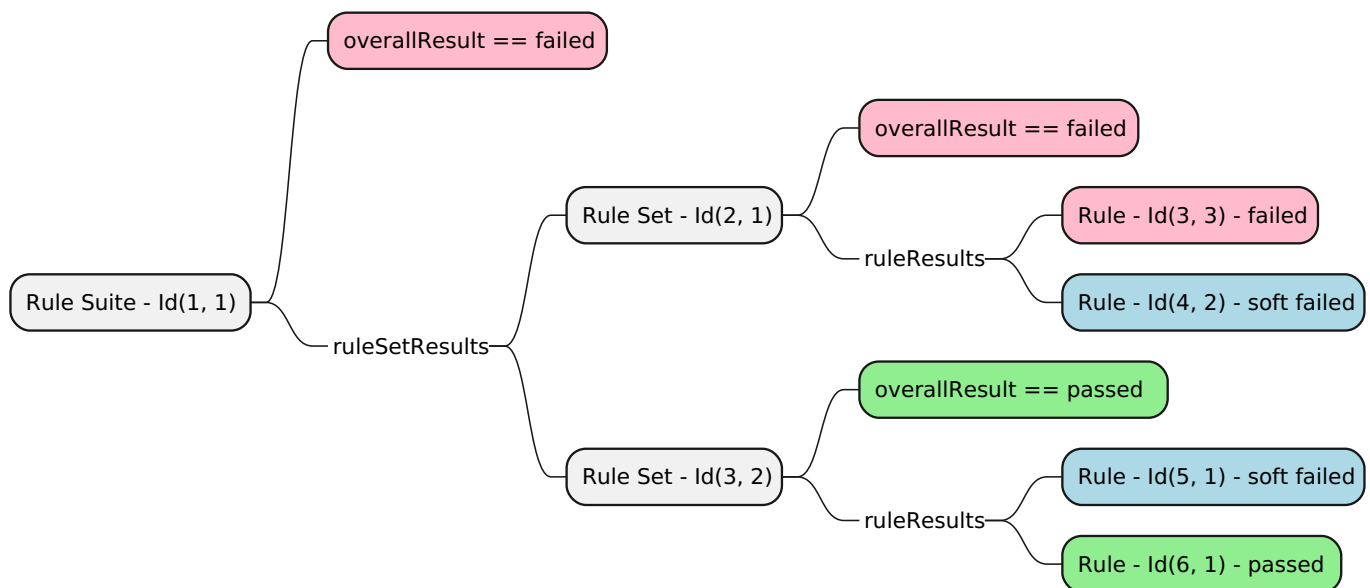 overallResult == failed
overallResult == failed
Rule Set - Id(2, 1)
Rule - Id(3, 3) - failed
ruleResults
Rule Suite - Id(1, 1)
Rule - Id(4, 2) - soft failed
ruleSetResults
overallResult == passed
Rule Set - Id(3, 2)
Rule - Id(5, 1) - soft failed
ruleResults
Rule - Id(6, 1) - passed